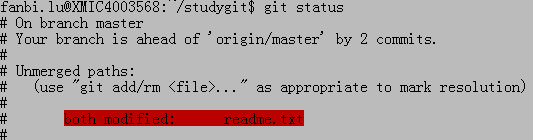 fanbi.lu@XMIC4003568:~/studygit$ git status
# On branch master
# Your branch is ahead of 'origin/master' by 2 commits.
#
# Unmerged paths:
#   (use "git add/rm <file>..." as appropriate to mark resolution)
#
#       both modified:      readme.txt
#